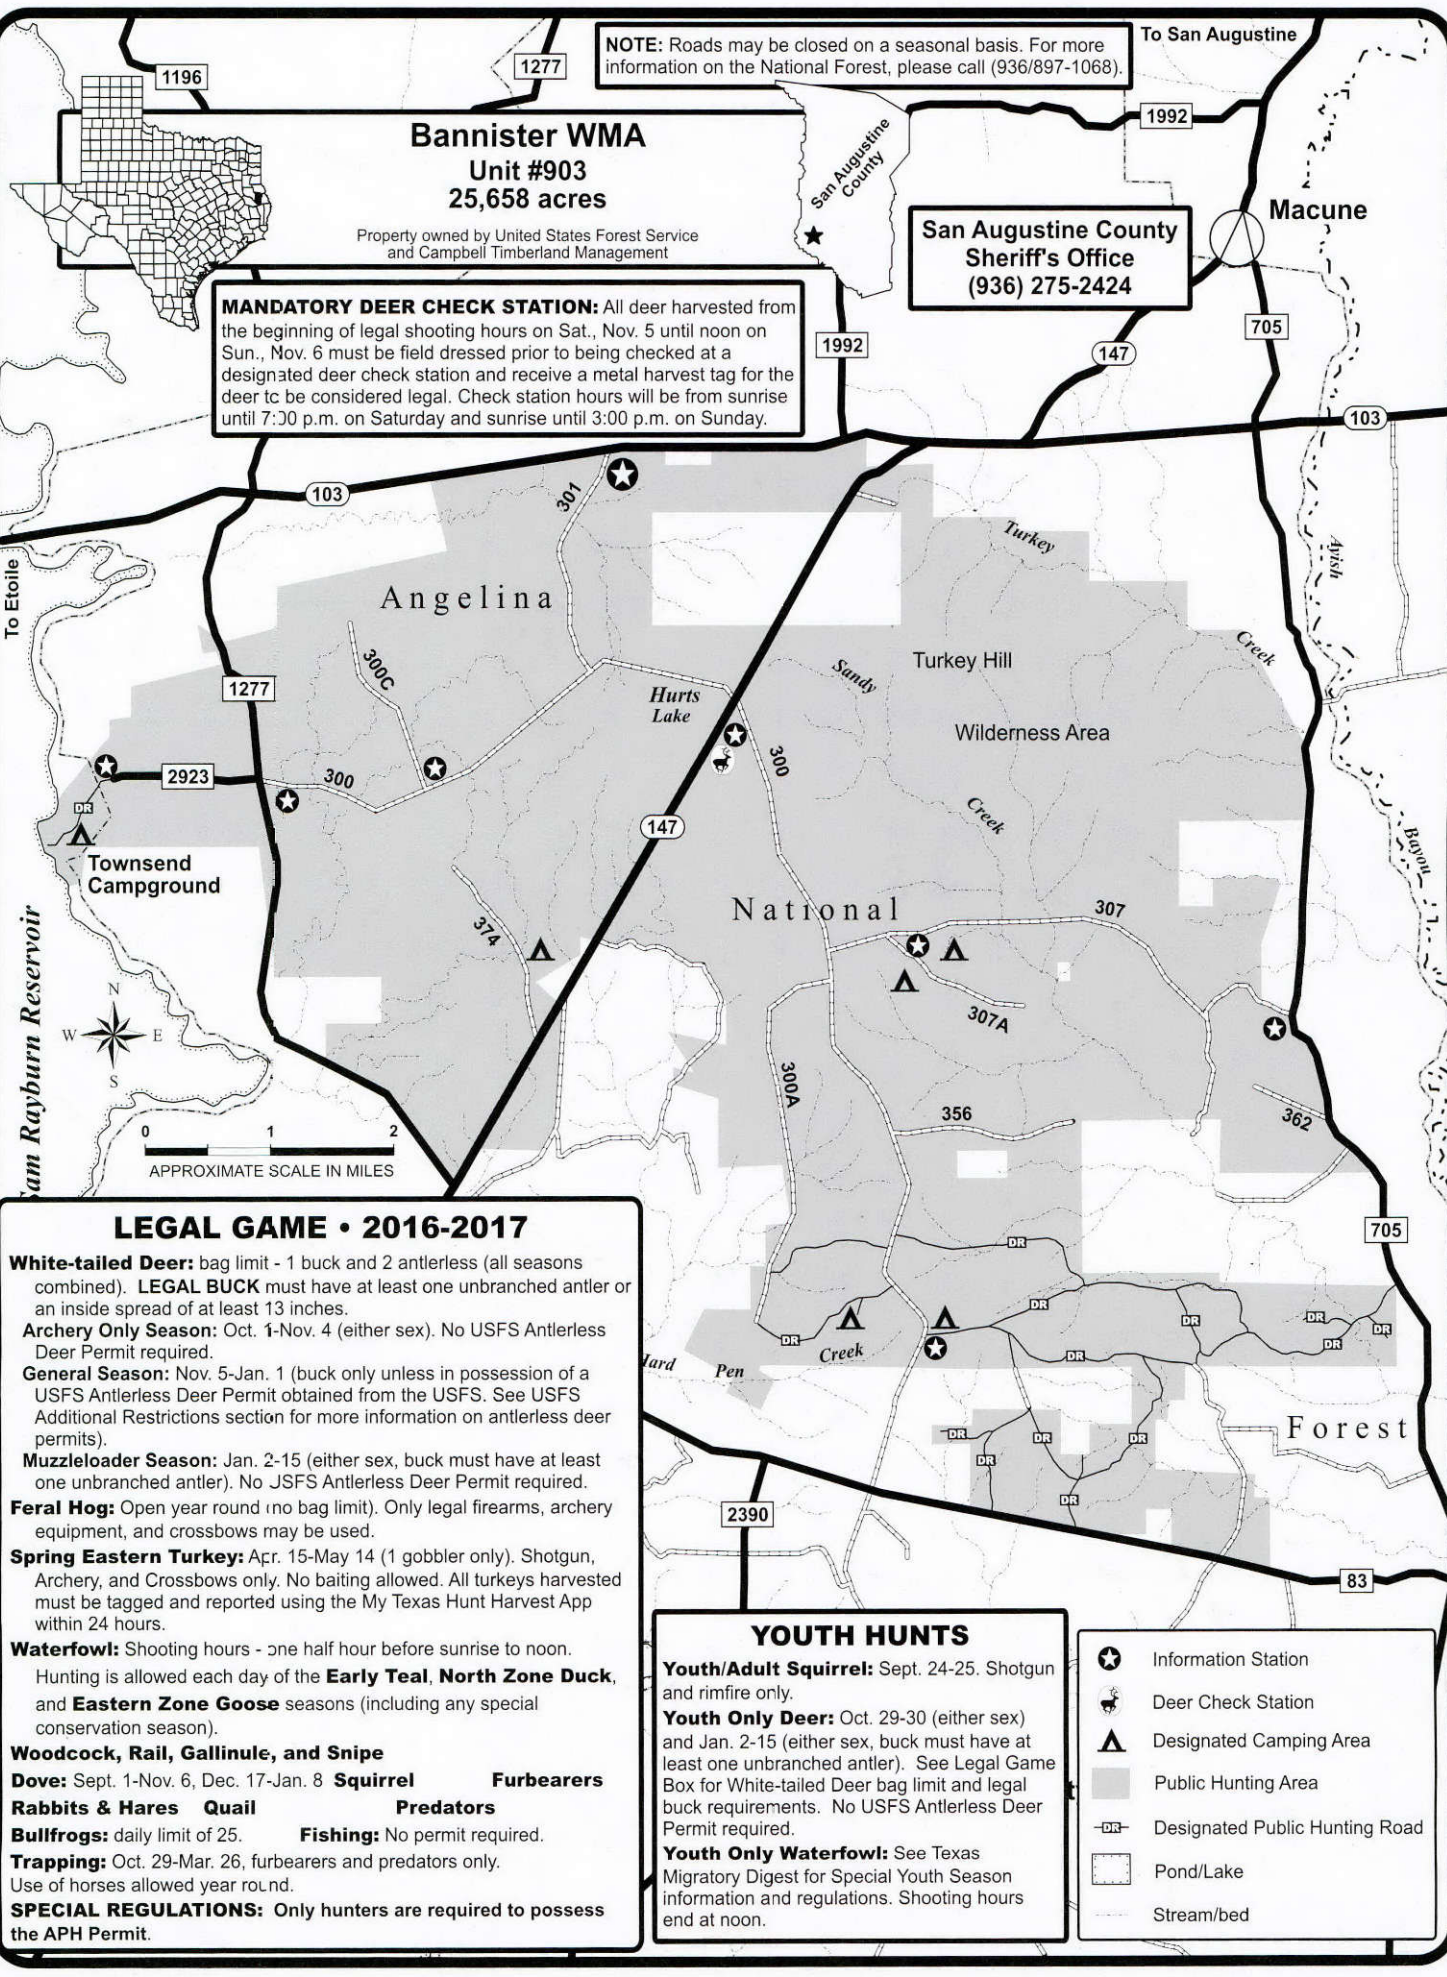 NOTE: Roads may be closed on a seasonal basis. For more
information on the National Forest, please call (936/897-1068).
To San Augustine
1196
1277
1992
Bannister WMA
Unit #903
25,658 acres
Property owned by United States Forest Service
and Campbell Timberland Management
San Augustine
County
San Augustine County
Sheriff's Office
(936) 275-2424
Macune
MANDATORY DEER CHECK STATION: All deer harvested from
the beginning of legal shooting hours on Sat., Nov. 5 until noon on
Sun., Nov. 6 must be field dressed prior to being checked at a
designated deer check station and receive a metal harvest tag for the
deer to be considered legal. Check station hours will be from sunrise
until 7:00 p.m. on Saturday and sunrise until 3:00 p.m. on Sunday.
1992
147
705
103
103
301
To Etoile
Angelina
Turkey
Ayish
300C
Sandy
Turkey Hill
Creek
1277
Hurts
Lake
Wilderness Area
2923
300
300
DR
147
Creek
Townsend
Campground
Bayou
Sam Rayburn Reservoir
374
National
307
307A
N
W
E
S
300A
356
362
0
1
2
APPROXIMATE SCALE IN MILES
705
DR
DR
DR
DR
DR
DR
DR
DR
Creek
Pen
Forest
DR
DR
DR
DR
DR
2390
83
LEGAL GAME • 2016-2017
White-tailed Deer: bag limit - 1 buck and 2 antlerless (all seasons
combined). LEGAL BUCK must have at least one unbranched antler or
an inside spread of at least 13 inches.
Archery Only Season: Oct. 1-Nov. 4 (either sex). No USFS Antlerless
Deer Permit required.
General Season: Nov. 5-Jan. 1 (buck only unless in possession of a
USFS Antlerless Deer Permit obtained from the USFS. See USFS
Additional Restrictions section for more information on antlerless deer
permits).
Muzzleloader Season: Jan. 2-15 (either sex, buck must have at least
one unbranched antler). No USFS Antlerless Deer Permit required.
Feral Hog: Open year round (no bag limit). Only legal firearms, archery
equipment, and crossbows may be used.
Spring Eastern Turkey: Apr. 15-May 14 (1 gobbler only). Shotgun,
Archery, and Crossbows only. No baiting allowed. All turkeys harvested
must be tagged and reported using the My Texas Hunt Harvest App
within 24 hours.
Waterfowl: Shooting hours - one half hour before sunrise to noon.
Hunting is allowed each day of the Early Teal, North Zone Duck,
and Eastern Zone Goose seasons (including any special
conservation season).
Woodcock, Rail, Gallinule, and Snipe
Dove: Sept. 1-Nov. 6, Dec. 17-Jan. 8 Squirrel Furbearers
Rabbits & Hares Quail Predators
Bullfrogs: daily limit of 25. Fishing: No permit required.
Trapping: Oct. 29-Mar. 26, furbearers and predators only.
Use of horses allowed year round.
SPECIAL REGULATIONS: Only hunters are required to possess
the APH Permit.
YOUTH HUNTS
Youth/Adult Squirrel: Sept. 24-25. Shotgun
and rimfire only.
Youth Only Deer: Oct. 29-30 (either sex)
and Jan. 2-15 (either sex, buck must have at
least one unbranched antler). See Legal Game
Box for White-tailed Deer bag limit and legal
buck requirements. No USFS Antlerless Deer
Permit required.
Youth Only Waterfowl: See Texas
Migratory Digest for Special Youth Season
information and regulations. Shooting hours
end at noon.
Information Station
Deer Check Station
Designated Camping Area
Public Hunting Area
DR
Designated Public Hunting Road
Pond/Lake
Stream/bed